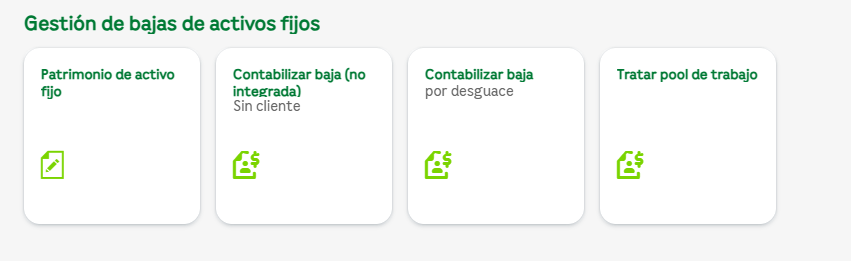 Gestión de bajas de activos fijos
Patrimonio de activo
fijo
Contabilizar baja (no
integrada)
Sin cliente
Contabilizar baja
por desguace
Tratar pool de trabajo